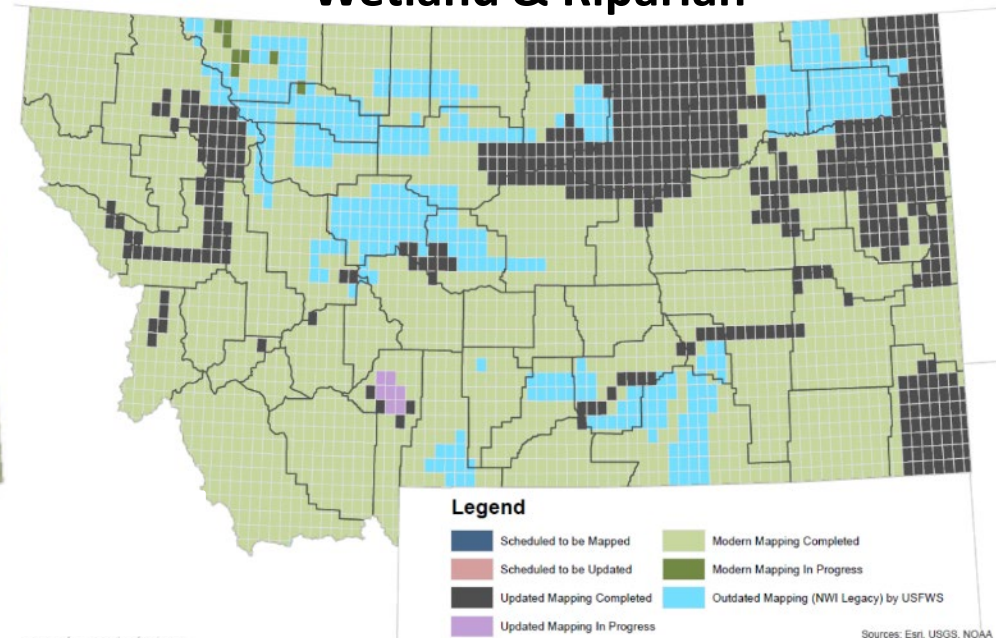 Wetland & Riparian
Legend
Scheduled to be Mapped
Modern Mapping Completed
Scheduled to be Updated
Modern Mapping In Progress
Updated Mapping Completed
Outdated Mapping (NWI Legacy) by USFWS
Updated Mapping In Progress
Sources: Esri, USGS, NOAA